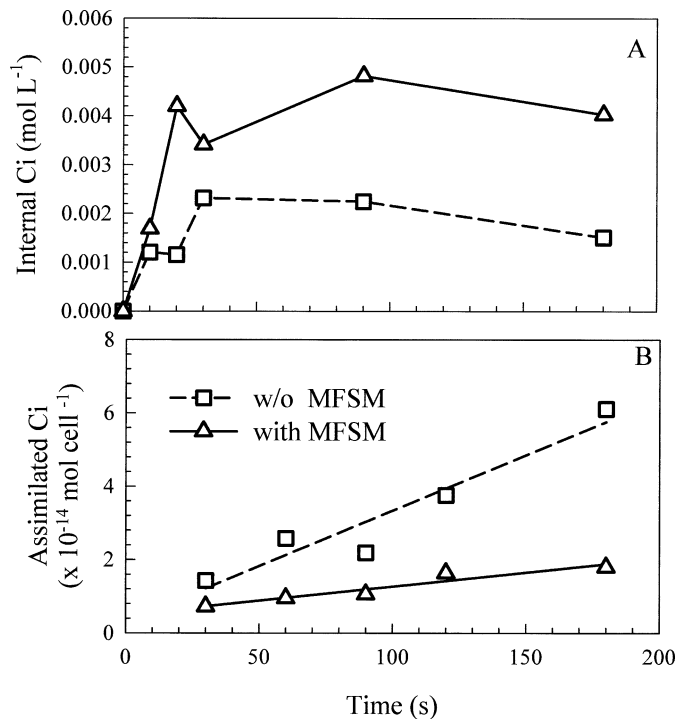 A
Internal Ci (mol L⁻¹)
0.006
0.005
0.004
0.003
0.002
0.001
0.000
B
Assimilated Ci
(x 10⁻¹⁴ mol cell⁻¹)
8
6
4
2
0
w/o MFSM
with MFSM
0 50 100 150 200
Time (s)